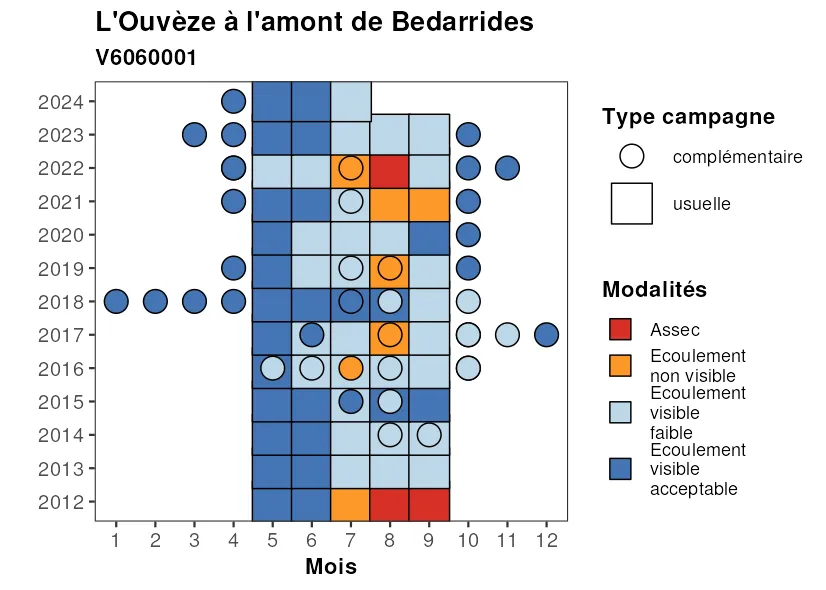 L'Ouvèze à l'amont de Bedarrides
V6060001
2024
2023
2022
2021
2020
2019
2018
2017
2016
2015
2014
2013
2012
1 2 3 4 5 6 7 8 9 10 11 12
Mois
Type campagne
complémentaire
usuelle
Modalités
Assec
Ecoulement
non visible
Ecoulement
visible
faible
Ecoulement
visible
acceptable